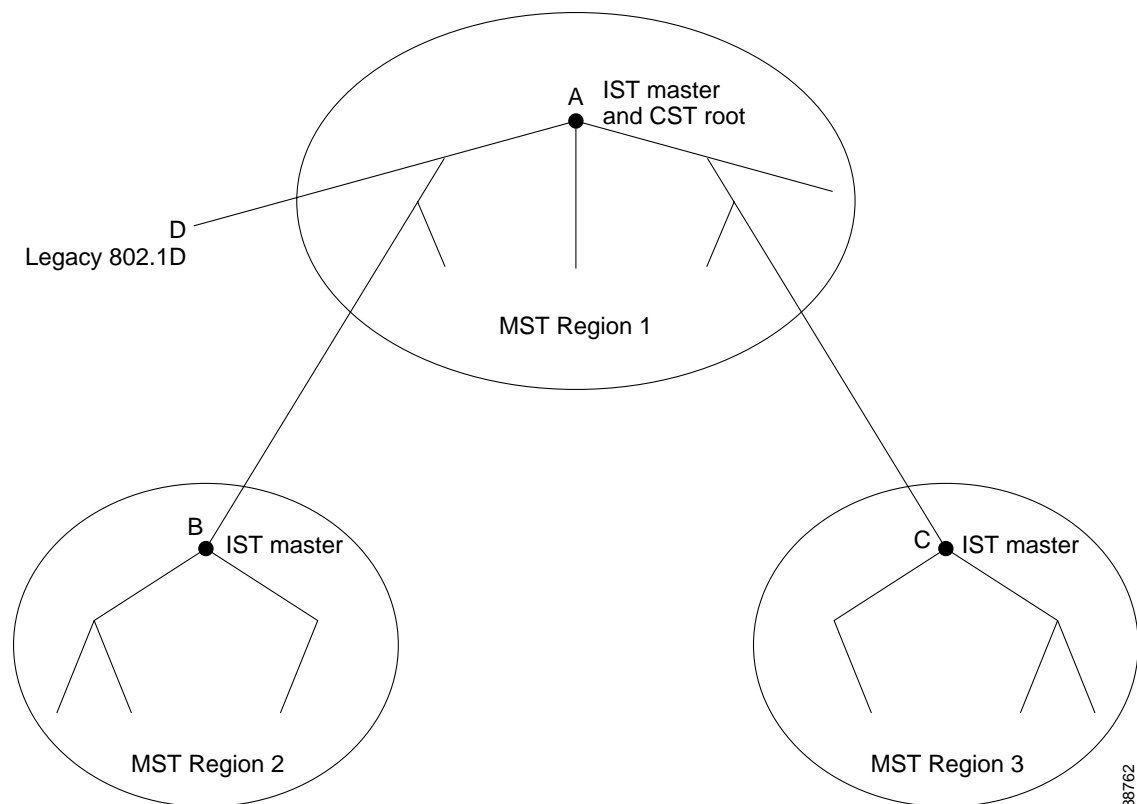 A
IST master
and CST root
D
Legacy 802.1D
MST Region 1
B
IST master
C
IST master
MST Region 2
MST Region 3